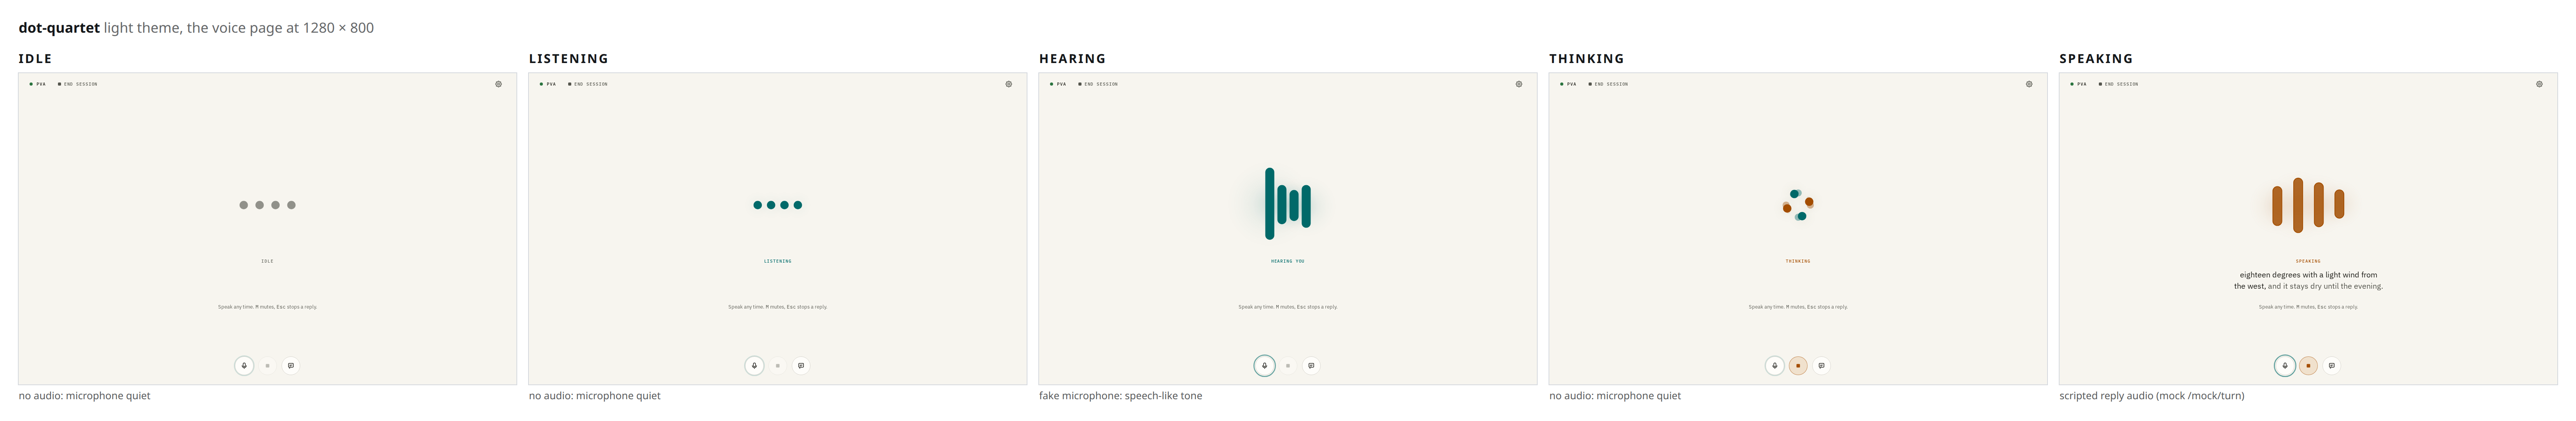 dot-quartet light theme, the voice page at 1280 × 800
IDLE
PVA END SESSION
IDLE
Speak any time. M mutes, Esc stops a reply.
no audio: microphone quiet
LISTENING
PVA END SESSION
LISTENING
Speak any time. M mutes, Esc stops a reply.
no audio: microphone quiet
HEARING
PVA END SESSION
HEARING YOU
Speak any time. M mutes, Esc stops a reply.
fake microphone: speech-like tone
THINKING
PVA END SESSION
THINKING
Speak any time. M mutes, Esc stops a reply.
no audio: microphone quiet
SPEAKING
PVA END SESSION
SPEAKING
eighteen degrees with a light wind from
the west, and it stays dry until the evening.
Speak any time. M mutes, Esc stops a reply.
scripted reply audio (mock /mock/turn)